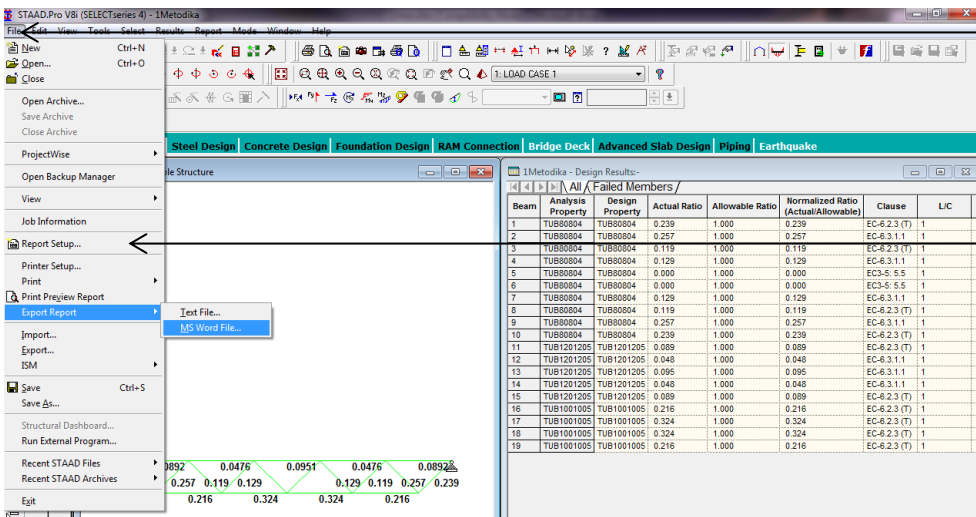 STAAD.Pro V8i (SELECTseries 4) - 1Metodika
File Edit View Tools Select Results Report Mode Window Help
New Ctrl+N
Open... Ctrl+O
Close
Open Archive...
Save Archive
Close Archive
ProjectWise
Open Backup Manager
View
Job Information
Report Setup...
Printer Setup...
Print
Print Preview Report
Export Report
Import...
Export...
ISM
Save Ctrl+S
Save As...
Structural Dashboard...
Run External Program...
Recent STAAD Files
Recent STAAD Archives
Exit
Text File...
MS Word File...
1: LOAD CASE 1
Steel Design Concrete Design Foundation Design RAM Connection Bridge Deck Advanced Slab Design Piping Earthquake
le Structure
0892 0.0476 0.0951 0.0476 0.0892
0.257 0.119 0.129 0.129 0.119 0.257 0.239
0.216 0.324 0.324 0.216
1Metodika - Design Results:-
All Failed Members
Beam Analysis Property Design Property Actual Ratio Allowable Ratio Normalized Ratio (Actual/Allowable) Clause L/C
1 TUB80804 TUB80804 0.239 1.000 0.239 EC-6.2.3 (T) 1
2 TUB80804 TUB80804 0.257 1.000 0.257 EC-6.3.1.1 1
3 TUB80804 TUB80804 0.119 1.000 0.119 EC-6.2.3 (T) 1
4 TUB80804 TUB80804 0.129 1.000 0.129 EC-6.3.1.1 1
5 TUB80804 TUB80804 0.000 1.000 0.000 EC3-5: 5.5 1
6 TUB80804 TUB80804 0.000 1.000 0.000 EC3-5: 5.5 1
7 TUB80804 TUB80804 0.129 1.000 0.129 EC-6.3.1.1 1
8 TUB80804 TUB80804 0.119 1.000 0.119 EC-6.2.3 (T) 1
9 TUB80804 TUB80804 0.257 1.000 0.257 EC-6.3.1.1 1
10 TUB80804 TUB80804 0.239 1.000 0.239 EC-6.2.3 (T) 1
11 TUB1201205 TUB1201205 0.089 1.000 0.089 EC-6.2.3 (T) 1
12 TUB1201205 TUB1201205 0.048 1.000 0.048 EC-6.3.1.1 1
13 TUB1201205 TUB1201205 0.095 1.000 0.095 EC-6.3.1.1 1
14 TUB1201205 TUB1201205 0.048 1.000 0.048 EC-6.3.1.1 1
15 TUB1201205 TUB1201205 0.089 1.000 0.089 EC-6.2.3 (T) 1
16 TUB1001005 TUB1001005 0.216 1.000 0.216 EC-6.2.3 (T) 1
17 TUB1001005 TUB1001005 0.324 1.000 0.324 EC-6.2.3 (T) 1
18 TUB1001005 TUB1001005 0.324 1.000 0.324 EC-6.2.3 (T) 1
19 TUB1001005 TUB1001005 0.216 1.000 0.216 EC-6.2.3 (T) 1